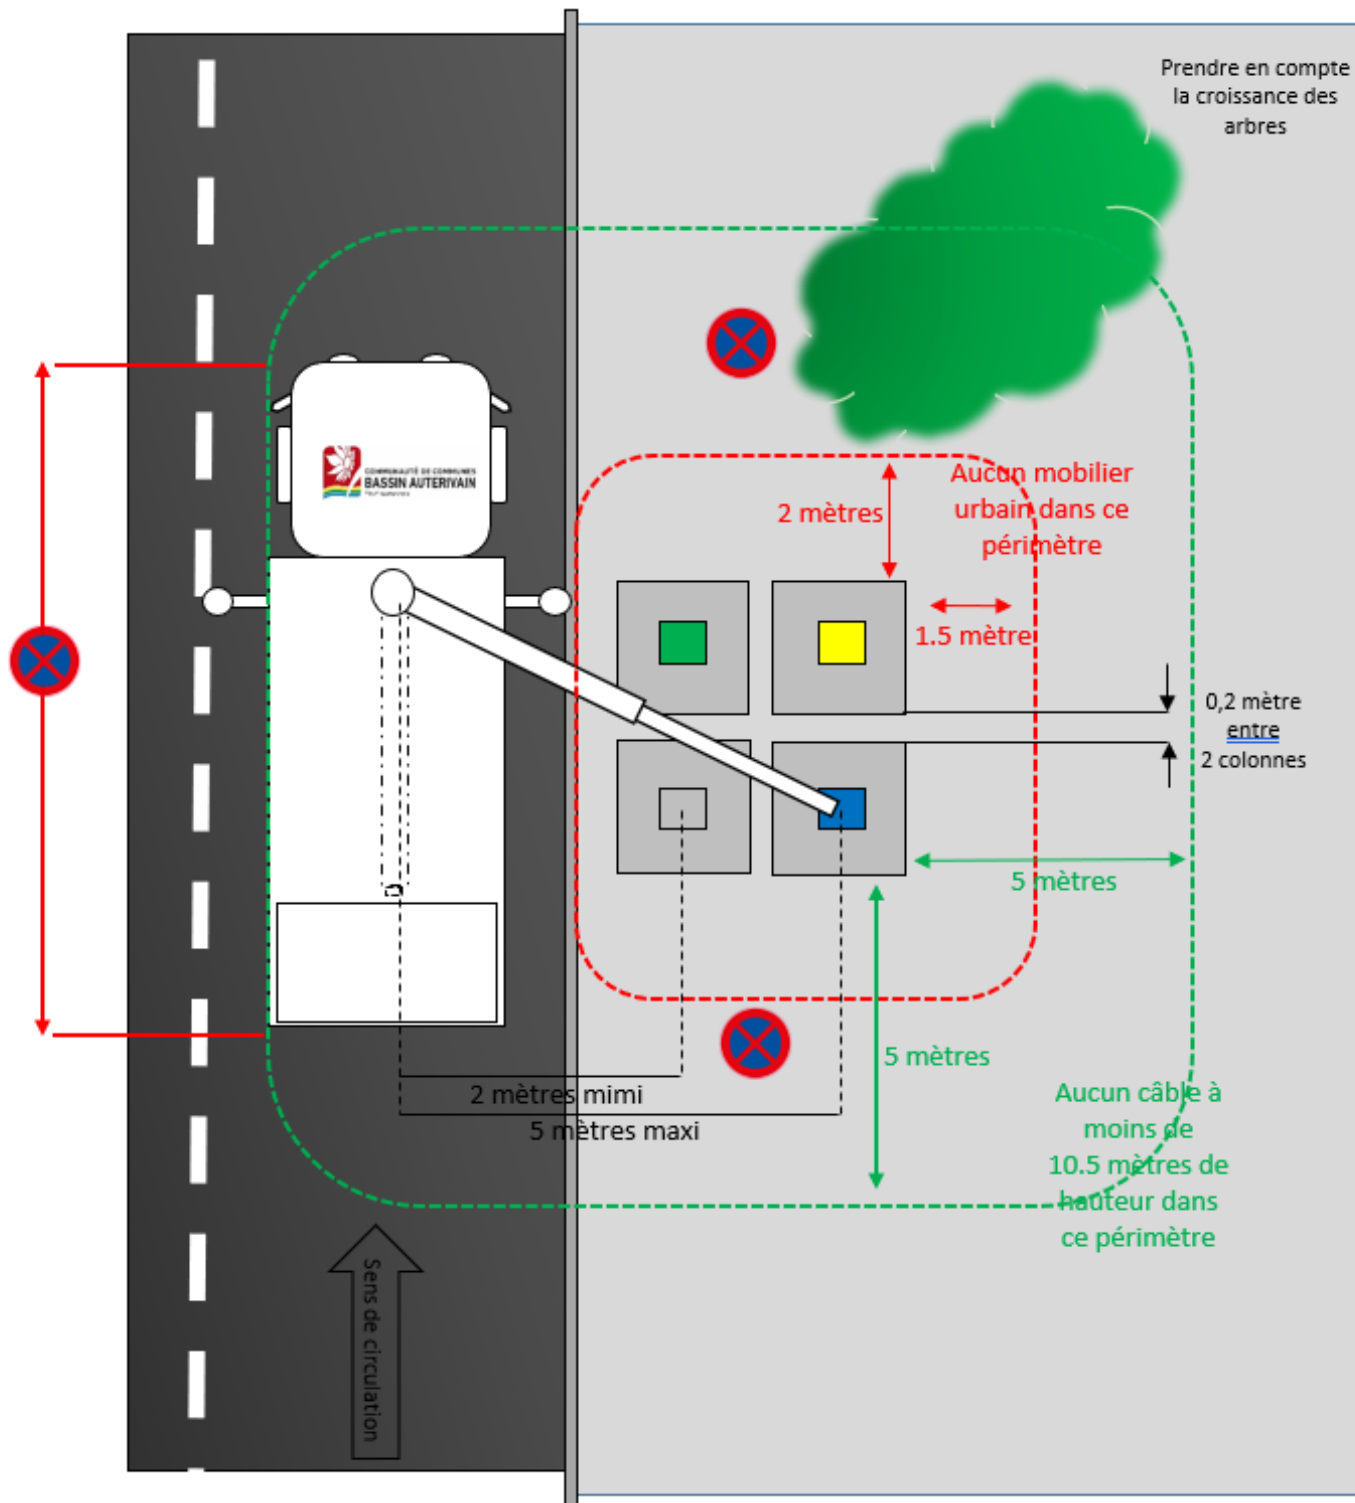 Prendre en compte
la croissance des
arbres
COMMUNAUTÉ DE COMMUNES
BASSIN AUTERIVAIN
Aucun mobilier
urbain dans ce
périmètre
2 mètres
1.5 mètre
0,2 mètre
entre
2 colonnes
5 mètres
5 mètres
2 mètres mimi
5 mètres maxi
Aucun câble à
moins de
10.5 mètres de
hauteur dans
ce périmètre
Sens de circulation